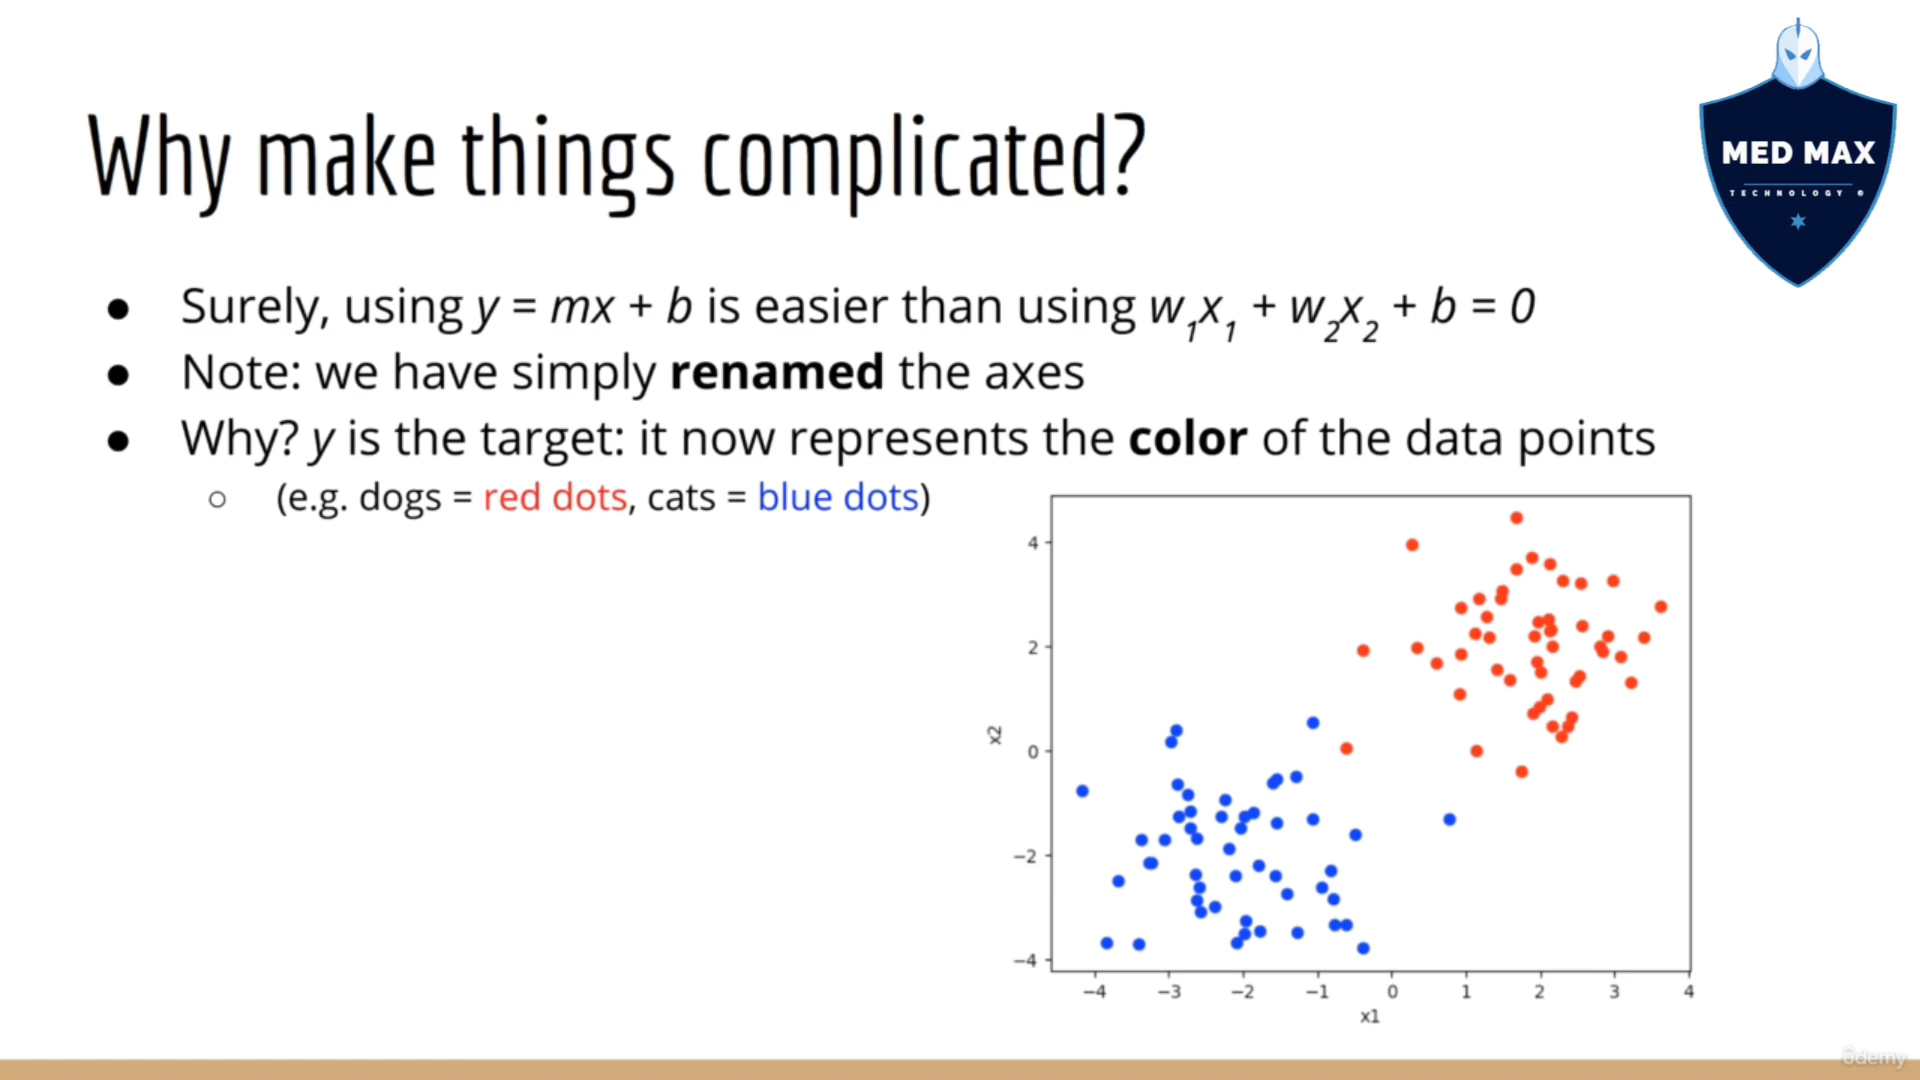 Why make things complicated?
MED MAX
TECHNOLOGY
● Surely, using y = mx + b is easier than using w₁x₁ + w₂x₂ + b = 0
● Note: we have simply renamed the axes
● Why? y is the target: it now represents the color of the data points
○ (e.g. dogs = red dots, cats = blue dots)
4
2
0
−2
−4
x2
−4 −3 −2 −1 0 1 2 3 4
x1
ûdemy